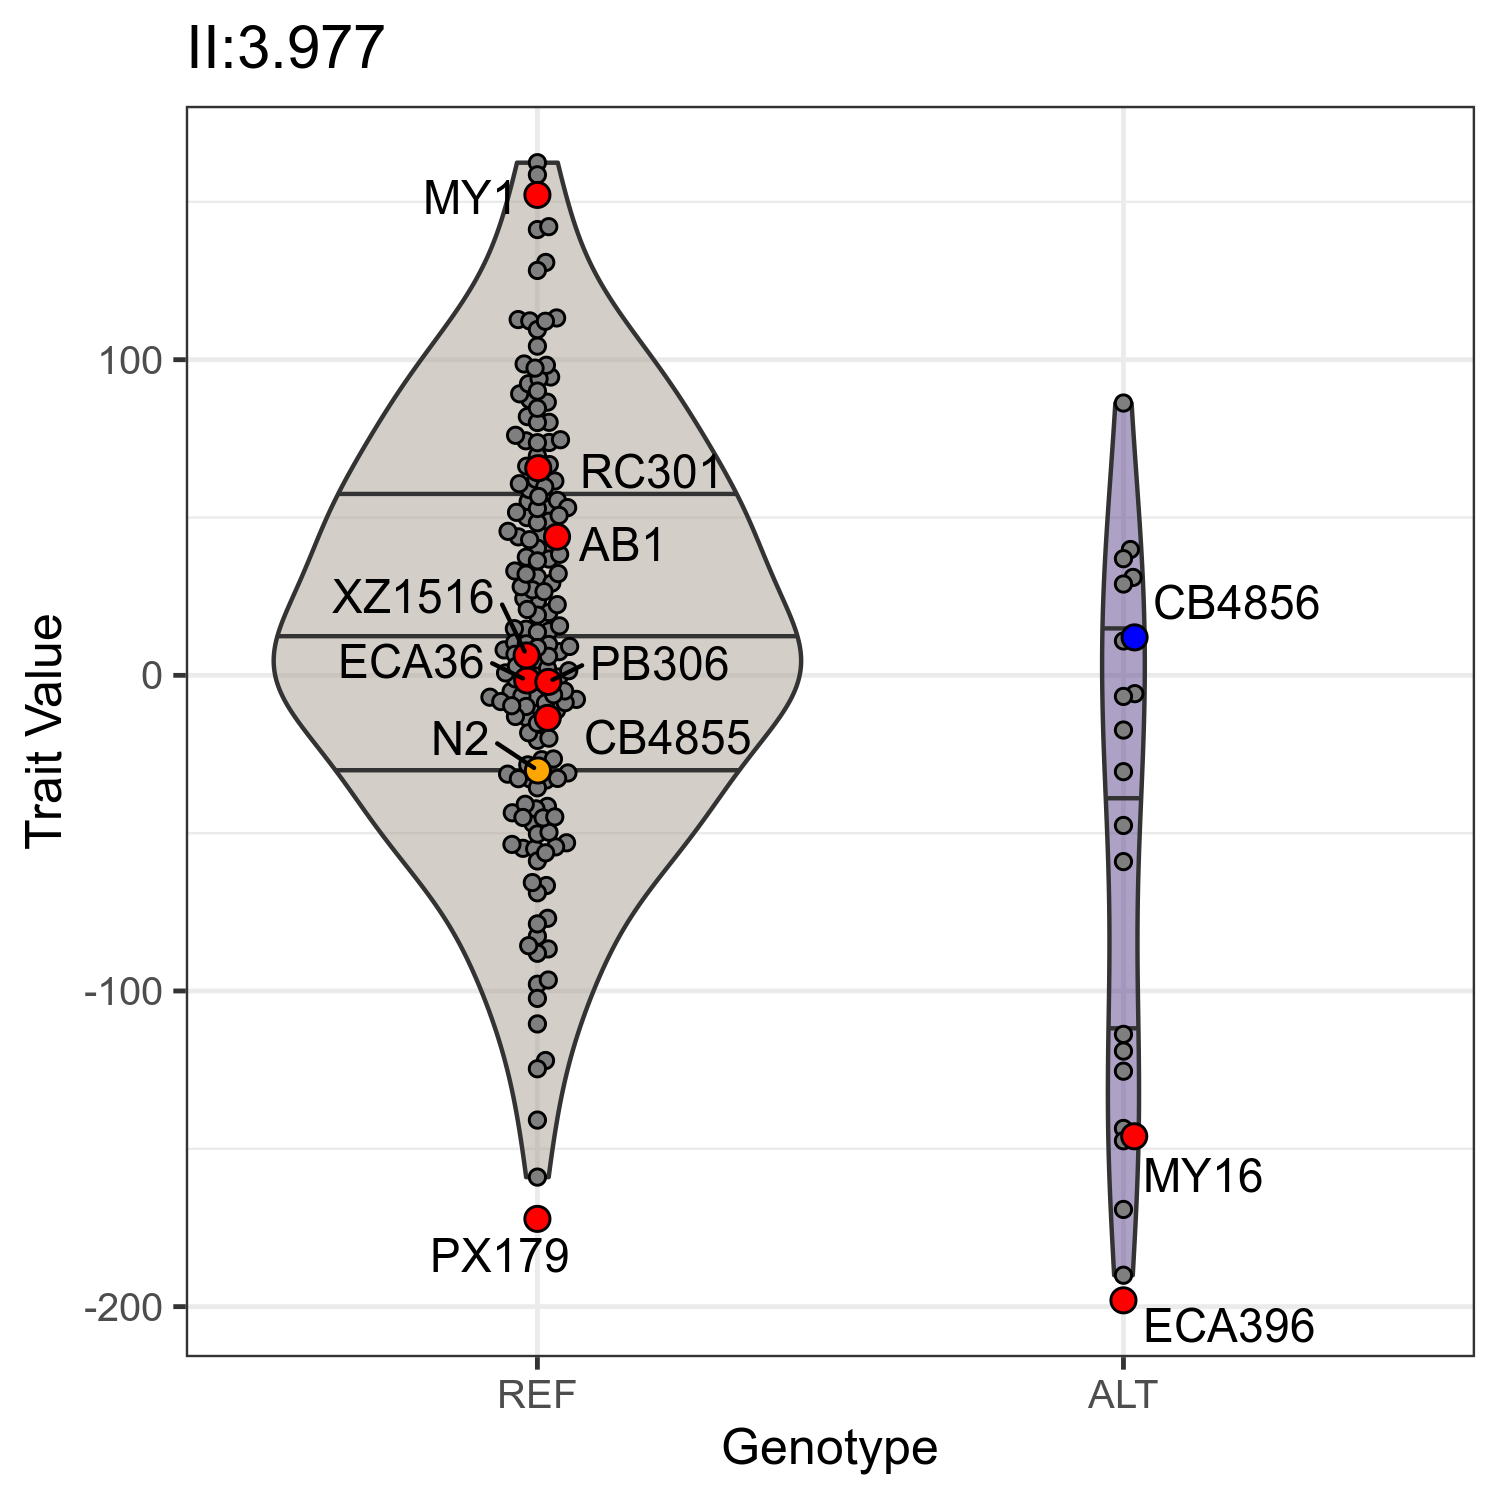 II:3.977
MY1
100
RC301
AB1
XZ1516
CB4856
ECA36
PB306
0
N2
CB4855
Trait Value
-100
MY16
PX179
-200
ECA396
REF
ALT
Genotype